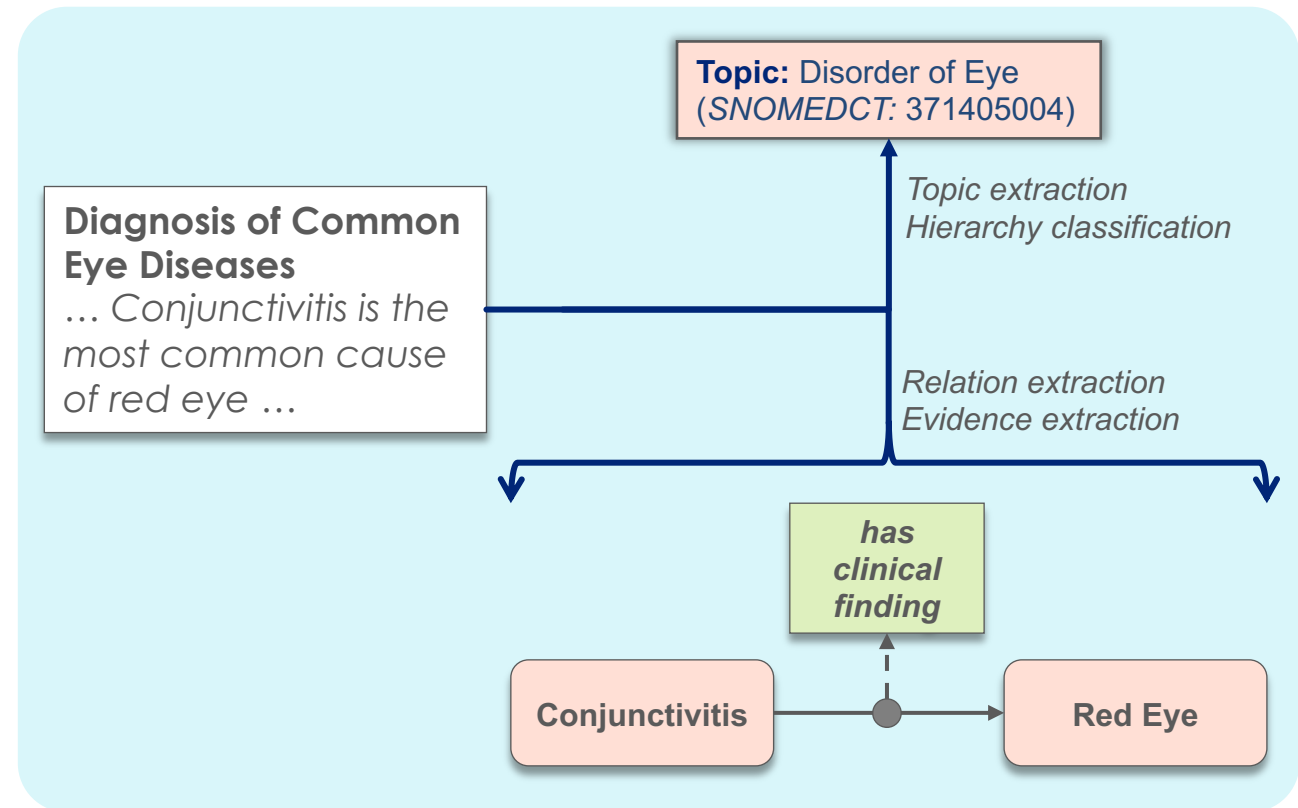 Topic: Disorder of Eye
(SNOMEDCT: 371405004)
Diagnosis of Common
Eye Diseases
… Conjunctivitis is the
most common cause
of red eye …
Topic extraction
Hierarchy classification
Relation extraction
Evidence extraction
has
clinical
finding
Conjunctivitis
Red Eye